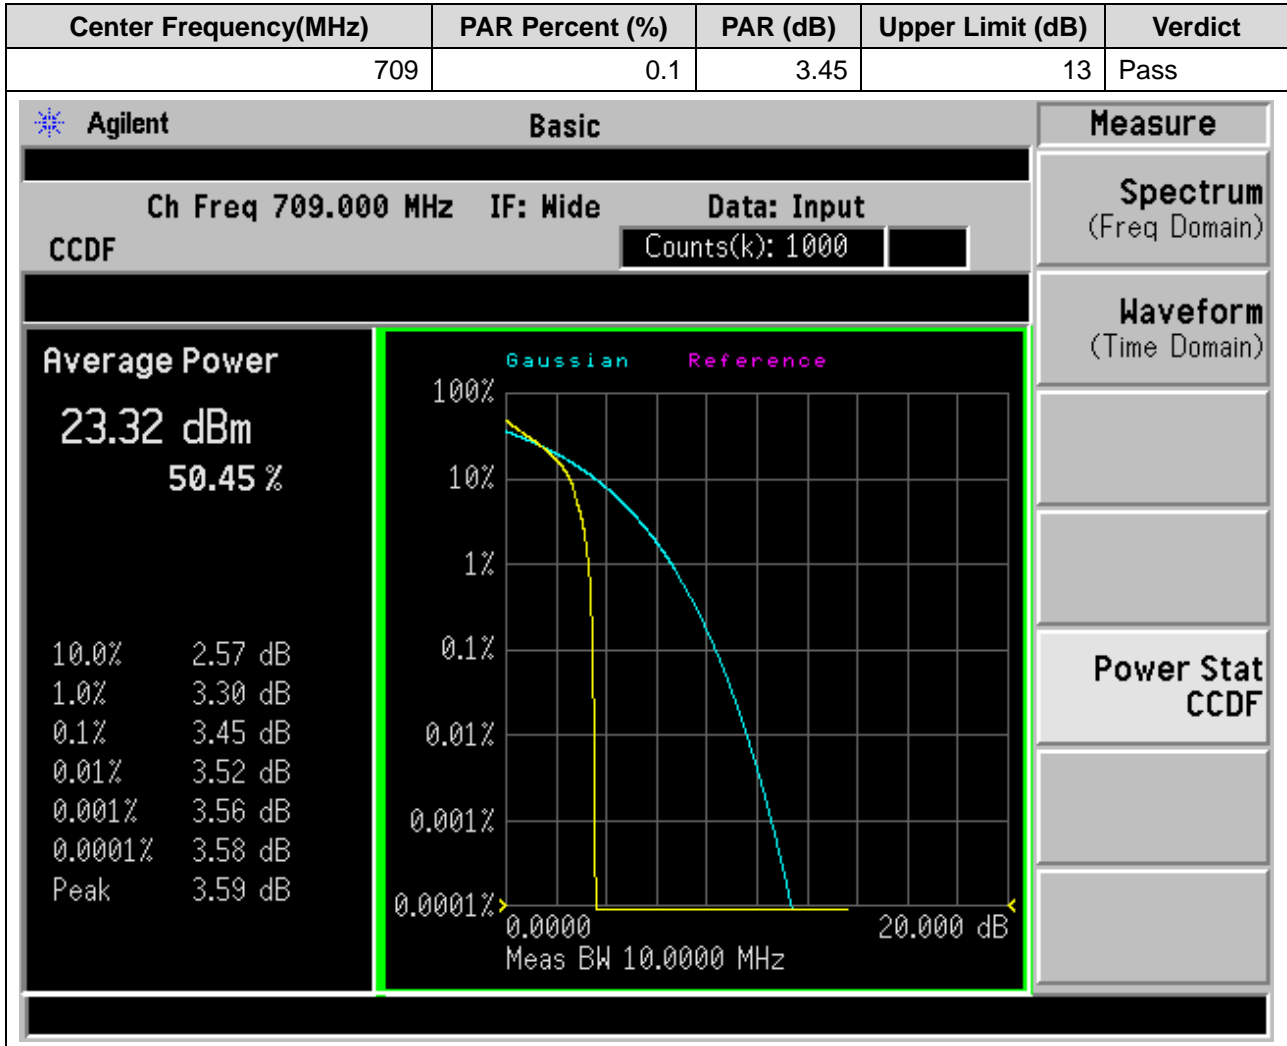 Center Frequency(MHz) PAR Percent (%) PAR (dB) Upper Limit (dB) Verdict
709 0.1 3.45 13 Pass
Agilent Basic Measure
Ch Freq 709.000 MHz IF: Wide Data: Input
CCDF Counts(k): 1000
Spectrum
(Freq Domain)
Waveform
(Time Domain)
Power Stat
CCDF
Average Power
23.32 dBm
50.45 %
10.0% 2.57 dB
1.0% 3.30 dB
0.1% 3.45 dB
0.01% 3.52 dB
0.001% 3.56 dB
0.0001% 3.58 dB
Peak 3.59 dB
Gaussian Reference
100%
10%
1%
0.1%
0.01%
0.001%
0.0001%
0.0000 20.000 dB
Meas BW 10.0000 MHz